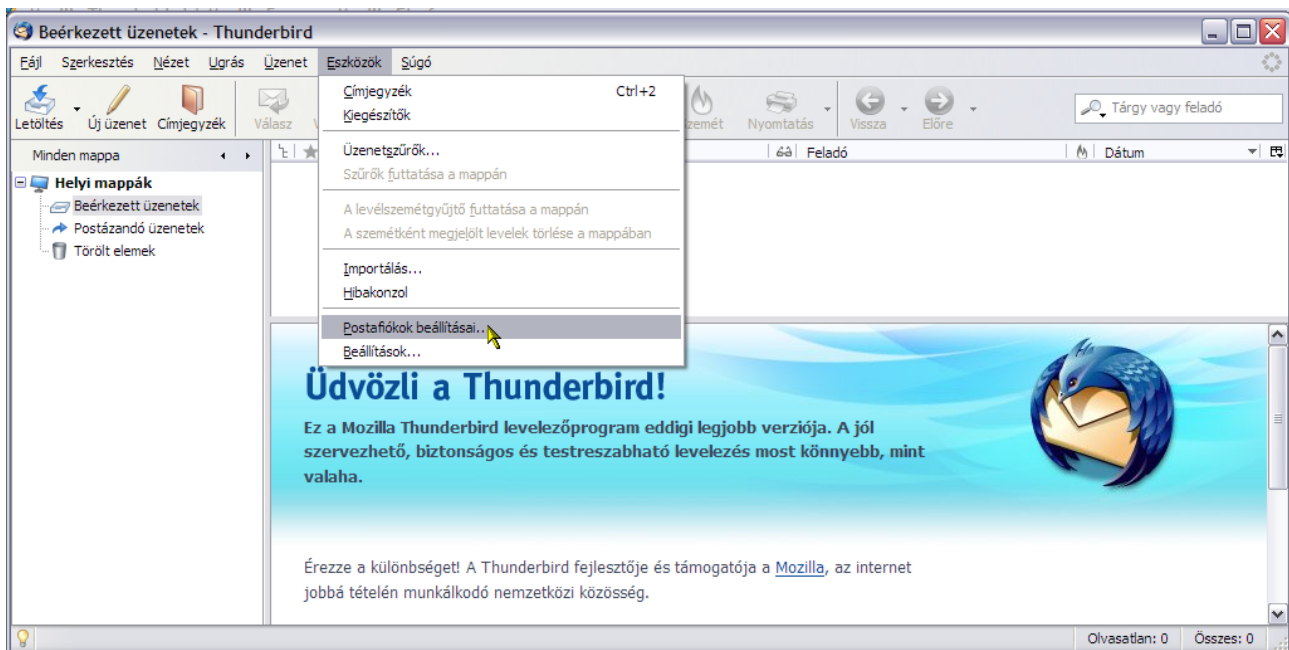 Beérkezett üzenetek - Thunderbird
Fájl Szerkesztés Nézet Ugrás Üzenet Eszközök Súgó
Letöltés Új üzenet Címjegyzék Válasz Nyomtatás Vissza Előre Tárgy vagy feladó
Címjegyzék Ctrl+2
Kiegészítők
Üzenetszűrők...
Szűrők futtatása a mappán
A levélszemétgyűjtő futtatása a mappán
A szemétként megjelölt levelek törlése a mappában
Importálás...
Hibakonzol
Postafiókok beállításai...
Beállítások...
Minden mappa
Feladó Dátum
Helyi mappák
Beérkezett üzenetek
Postázandó üzenetek
Törölt elemek
Üdvözli a Thunderbird!
Ez a Mozilla Thunderbird levelezőprogram eddigi legjobb verziója. A jól
szervezhető, biztonságos és testreszabható levelezés most könnyebb, mint
valaha.
Érezze a különbséget! A Thunderbird fejlesztője és támogatója a Mozilla, az internet
jobbá tételén munkálkodó nemzetközi közösség.
Olvasatlan: 0 Összes: 0